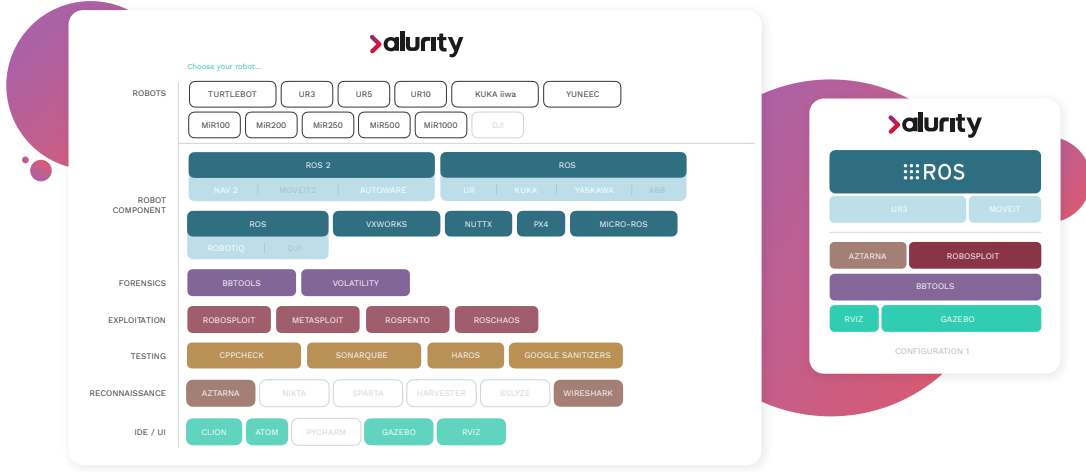 alurity
Choose your robot...
ROBOTS
TURTLEBOT UR3 UR5 UR10 KUKA iiwa YUNEEC
MiR100 MiR200 MiR250 MiR500 MiR1000 DJI
ROBOT
COMPONENT
ROS 2 ROS
NAV 2 MOVEIT2 AUTOWARE UR KUKA YASKAWA ABB
ROS VXWORKS NUTTX PX4 MICRO-ROS
ROBOTIQ DJI
FORENSICS BBTOOLS VOLATILITY
EXPLOITATION ROBOSPLOIT METASPLOIT ROSPENTO ROSCHAOS
TESTING CPPCHECK SONARQUBE HAROS GOOGLE SANITIZERS
RECONNAISSANCE AZTARNA NIKTA SPARTA HARVESTER SSLYZE WIRESHARK
IDE / UI CLION ATOM PYCHARM GAZEBO RVIZ
alurity
ROS
UR3 MOVEIT
AZTARNA ROBOSPLOIT
BBTOOLS
RVIZ GAZEBO
CONFIGURATION 1